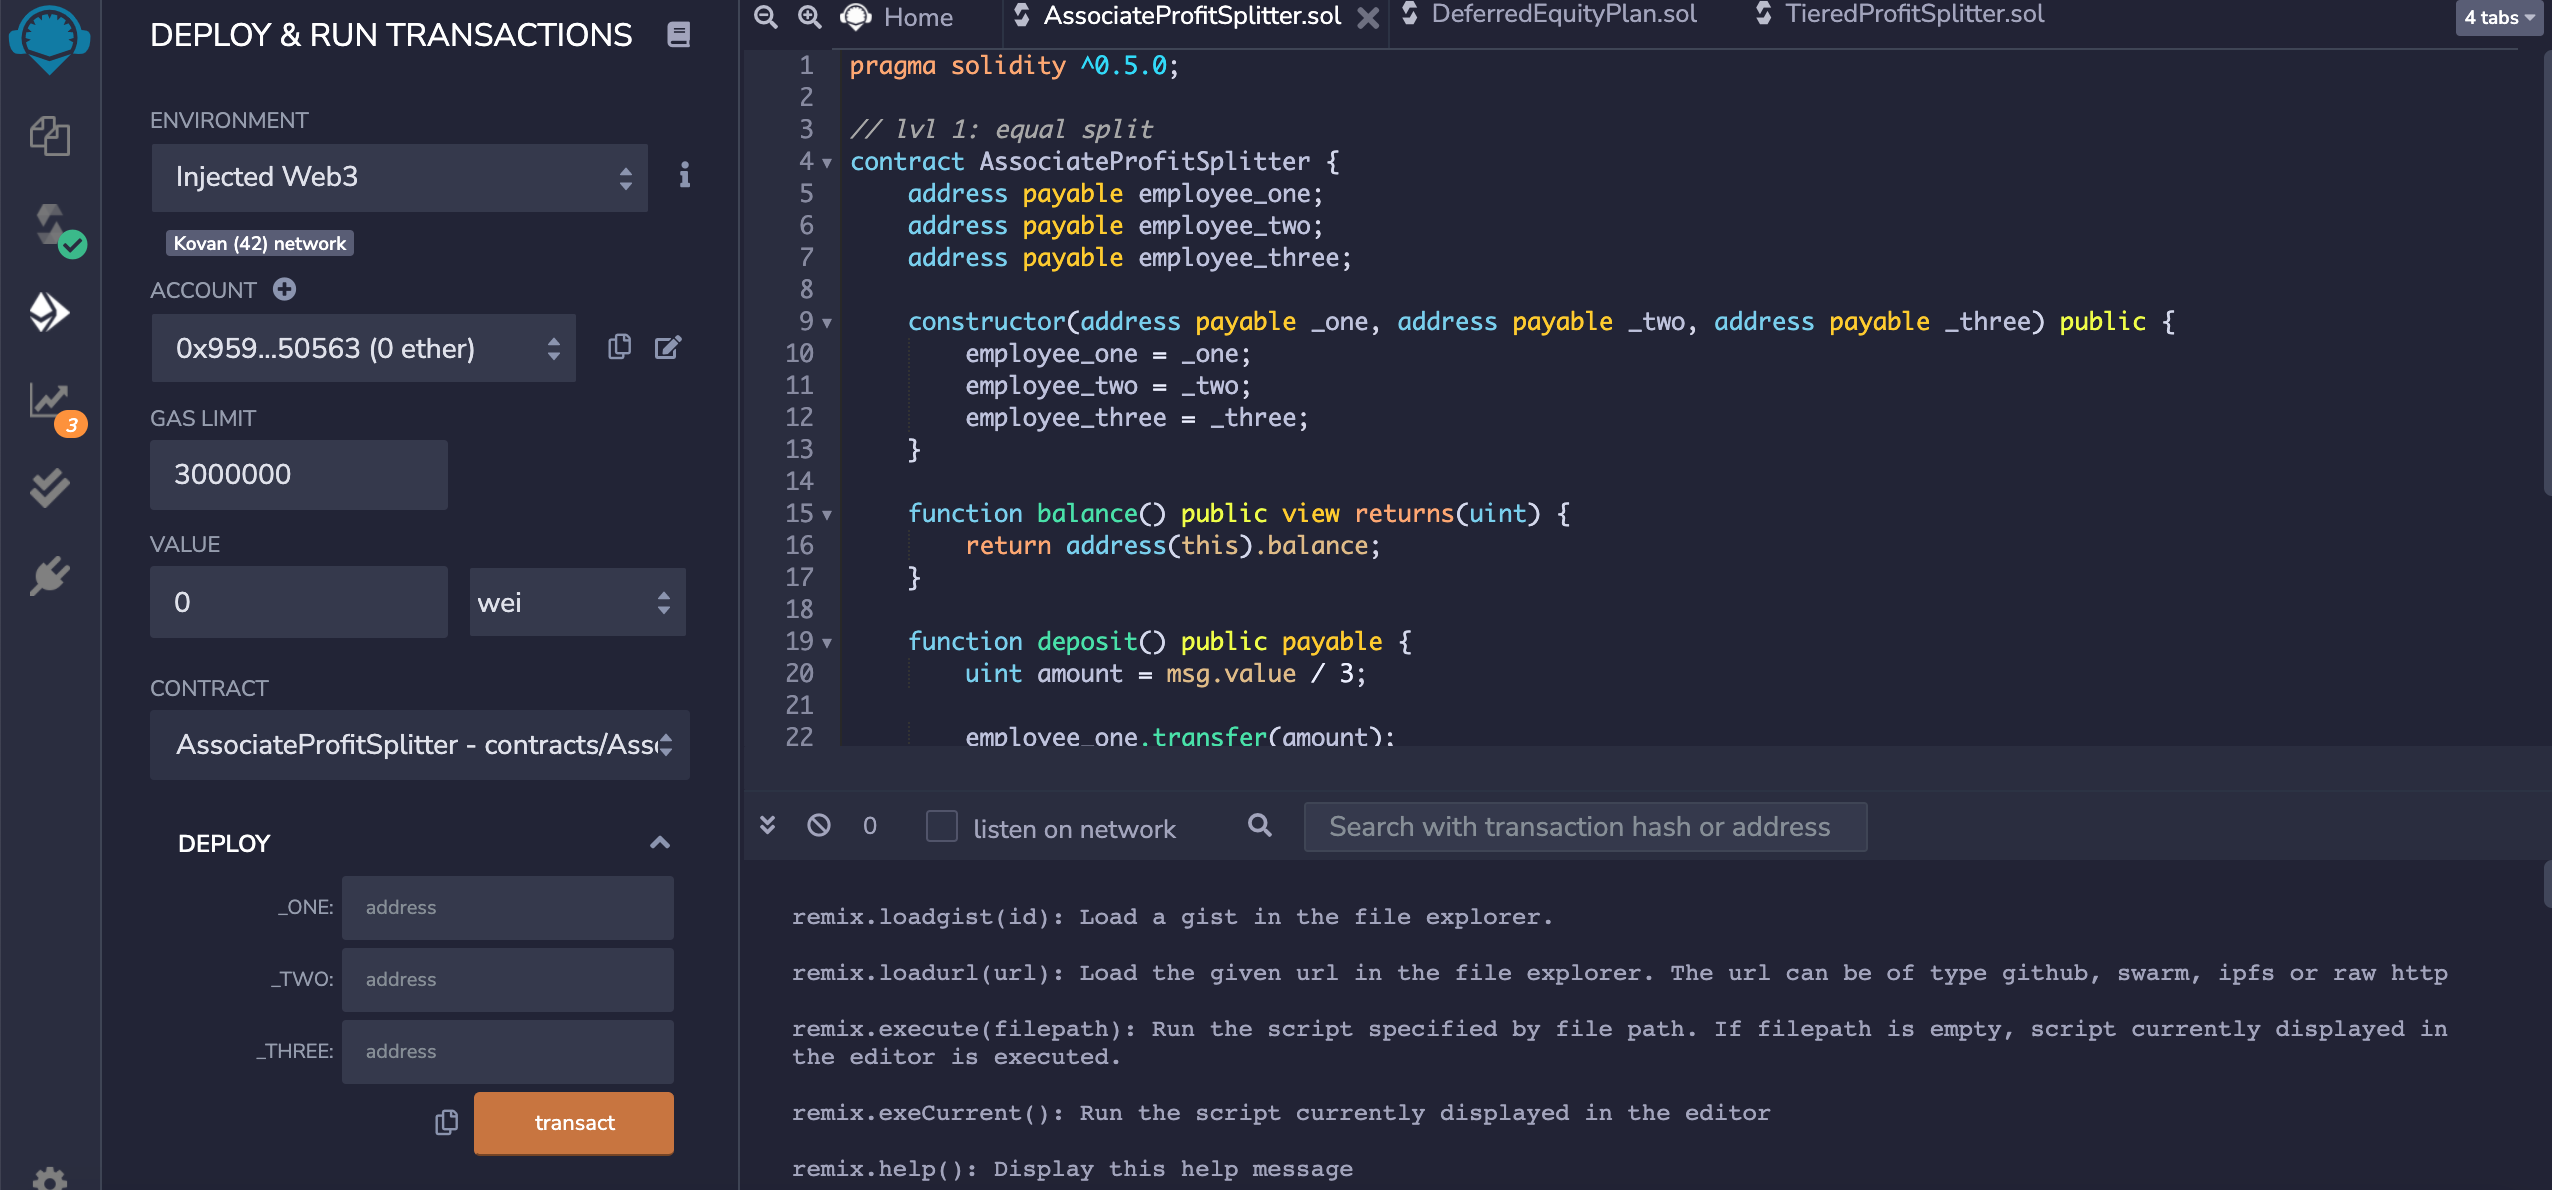 DEPLOY & RUN TRANSACTIONS
ENVIRONMENT
Injected Web3
Kovan (42) network
ACCOUNT
0x959...50563 (0 ether)
GAS LIMIT
3000000
VALUE
0
wei
CONTRACT
AssociateProfitSplitter - contracts/Asso
DEPLOY
_ONE:
address
_TWO:
address
_THREE:
address
transact
3
Home
AssociateProfitSplitter.sol
DeferredEquityPlan.sol
TieredProfitSplitter.sol
4 tabs
1 pragma solidity ^0.5.0;
2
3 // lvl 1: equal split
4 contract AssociateProfitSplitter {
5 address payable employee_one;
6 address payable employee_two;
7 address payable employee_three;
8
9 constructor(address payable _one, address payable _two, address payable _three) public {
10 employee_one = _one;
11 employee_two = _two;
12 employee_three = _three;
13 }
14
15 function balance() public view returns(uint) {
16 return address(this).balance;
17 }
18
19 function deposit() public payable {
20 uint amount = msg.value / 3;
21
22 employee_one.transfer(amount);
0
listen on network
Search with transaction hash or address
remix.loadgist(id): Load a gist in the file explorer.
remix.loadurl(url): Load the given url in the file explorer. The url can be of type github, swarm, ipfs or raw http
remix.execute(filepath): Run the script specified by file path. If filepath is empty, script currently displayed in
the editor is executed.
remix.exeCurrent(): Run the script currently displayed in the editor
remix.help(): Display this help message